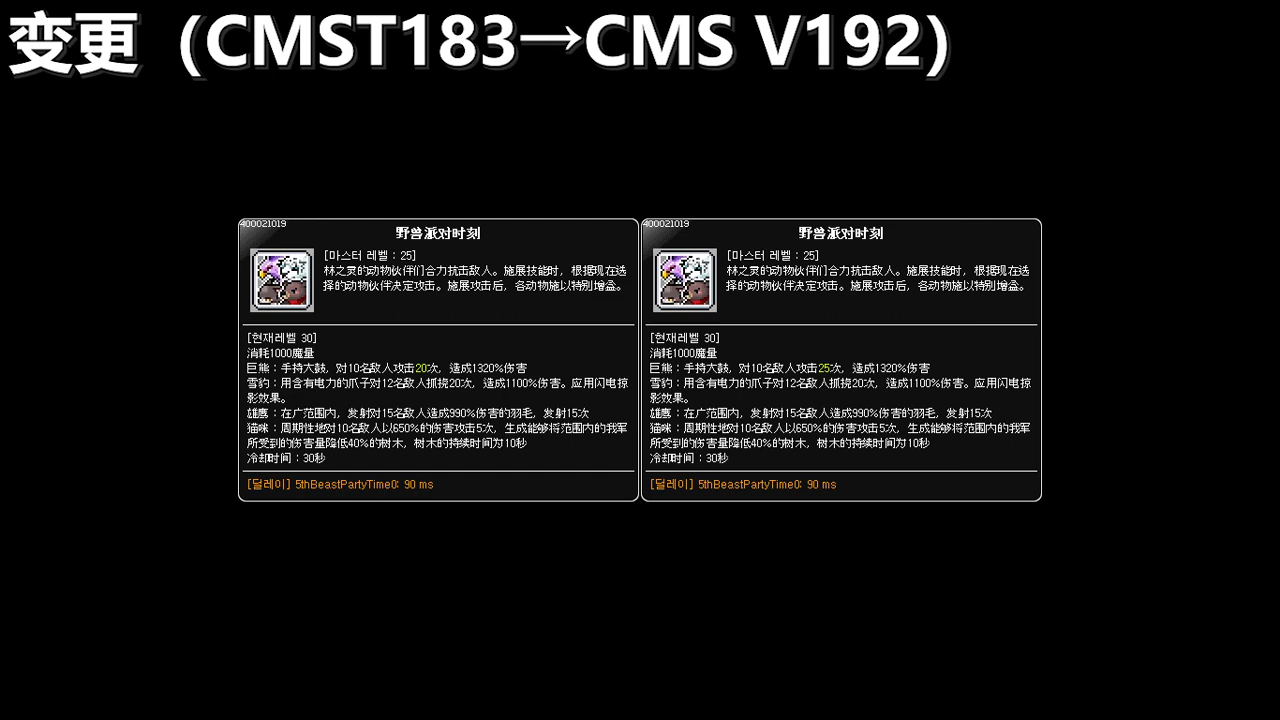 变更（CMST183→CMS V192）
400021019
野兽派对时刻
[마스터 레벨 : 25]
林之灵的动物伙伴们合力抗击敌人。施展技能时，根据现在选
择的动物伙伴决定攻击。施展攻击后，各动物施以特别增益。
[현재레벨 30]
消耗1000魔量
巨熊：手持大鼓，对10名敌人攻击20次，造成1320%伤害
雪豹：用含有电力的爪子对12名敌人抓挠20次，造成1100%伤害。应用闪电掠
影效果。
雄鹰：在广范围内，发射对15名敌人造成990%伤害的羽毛，发射15次
猫咪：周期性地对10名敌人以650%的伤害攻击5次，生成能够将范围内的我军
所受到的伤害量降低40%的树木，树木的持续时间为10秒
冷却时间：30秒
[딜레이] 5thBeastPartyTime0: 90 ms
400021019
野兽派对时刻
[마스터 레벨 : 25]
林之灵的动物伙伴们合力抗击敌人。施展技能时，根据现在选
择的动物伙伴决定攻击。施展攻击后，各动物施以特别增益。
[현재레벨 30]
消耗1000魔量
巨熊：手持大鼓，对10名敌人攻击25次，造成1320%伤害
雪豹：用含有电力的爪子对12名敌人抓挠20次，造成1100%伤害。应用闪电掠
影效果。
雄鹰：在广范围内，发射对15名敌人造成990%伤害的羽毛，发射15次
猫咪：周期性地对10名敌人以650%的伤害攻击5次，生成能够将范围内的我军
所受到的伤害量降低40%的树木，树木的持续时间为10秒
冷却时间：30秒
[딜레이] 5thBeastPartyTime0: 90 ms